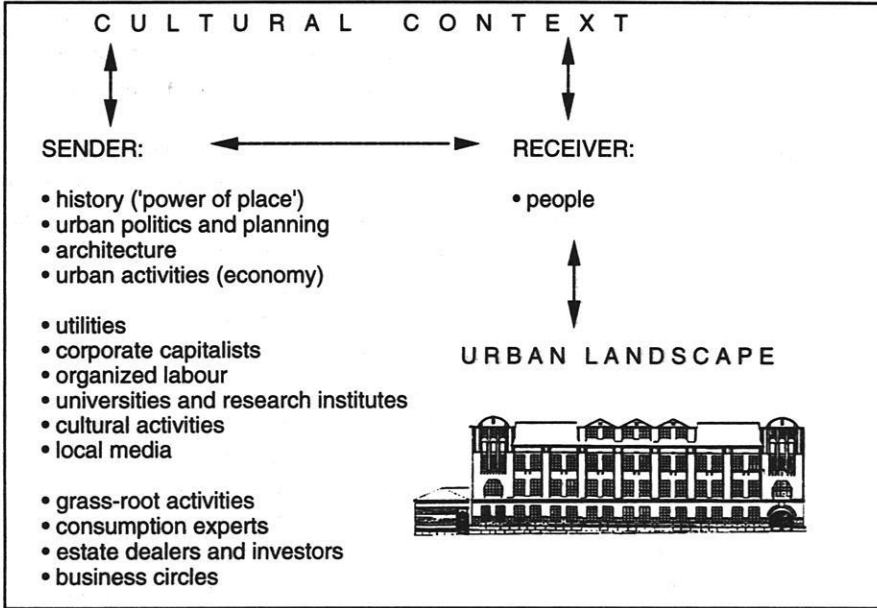 CULTURAL CONTEXT
SENDER:
RECEIVER:
• history ('power of place')
• urban politics and planning
• architecture
• urban activities (economy)
• people
• utilities
• corporate capitalists
• organized labour
• universities and research institutes
• cultural activities
• local media
URBAN LANDSCAPE
• grass-root activities
• consumption experts
• estate dealers and investors
• business circles